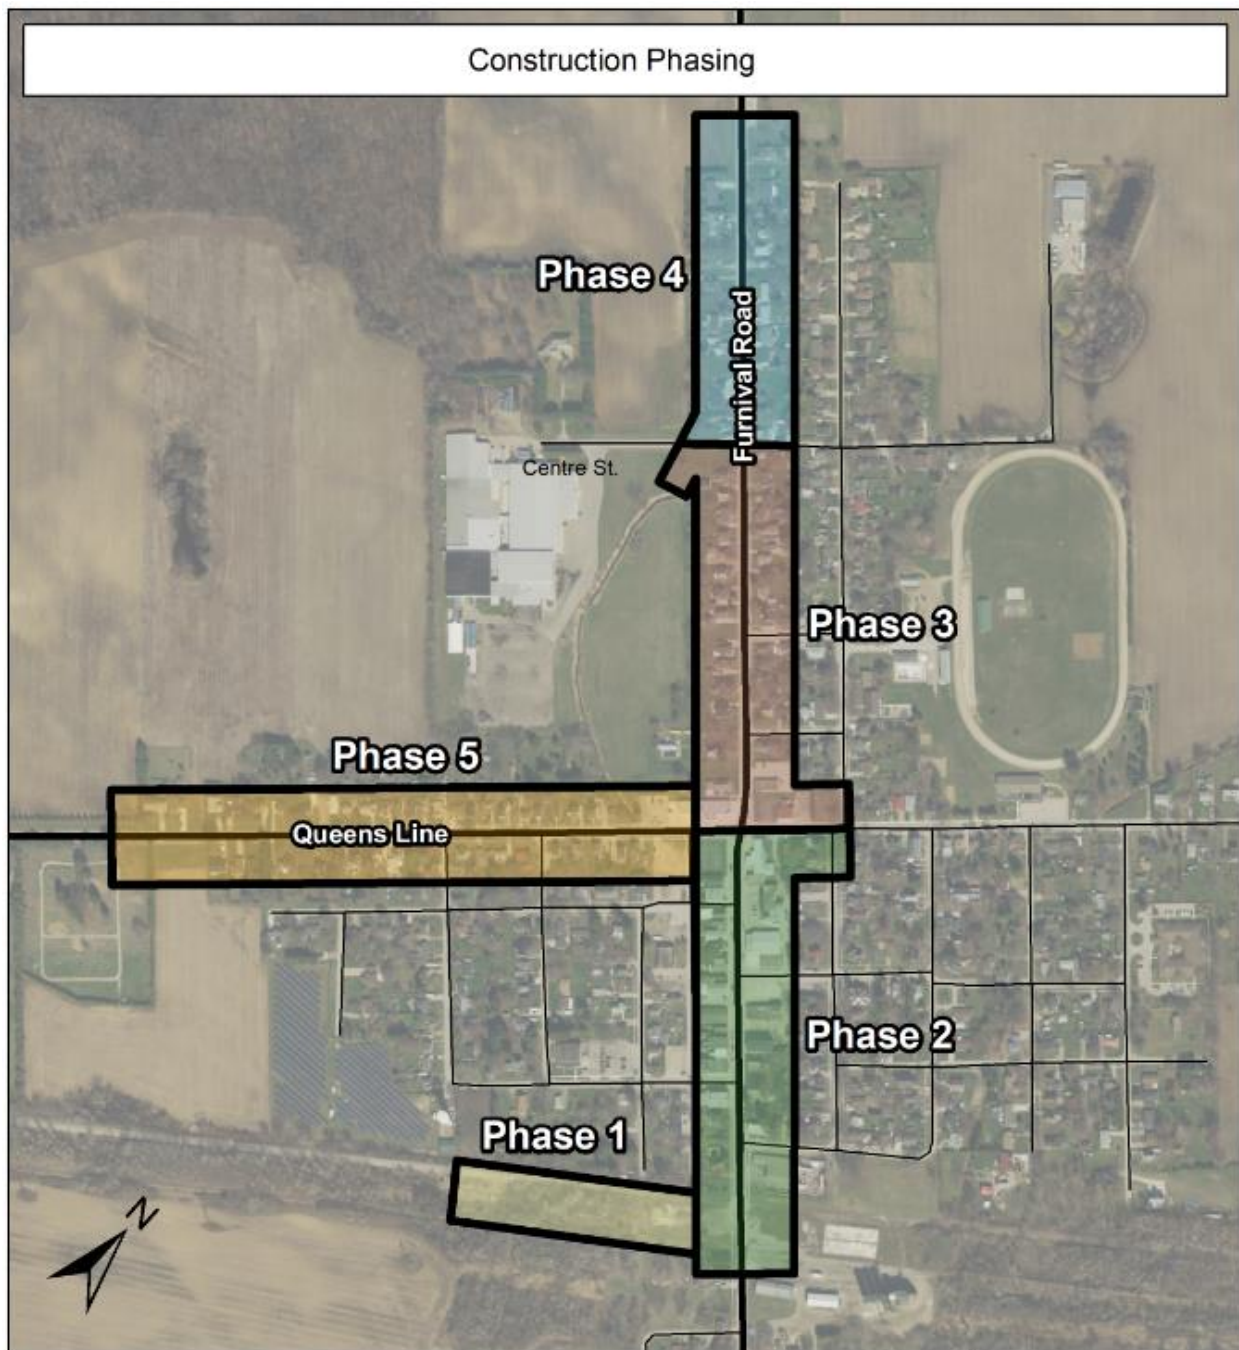 Construction Phasing
Phase 4
Furnival Road
Centre St.
Phase 3
Phase 5
Queens Line
Phase 2
Phase 1
N